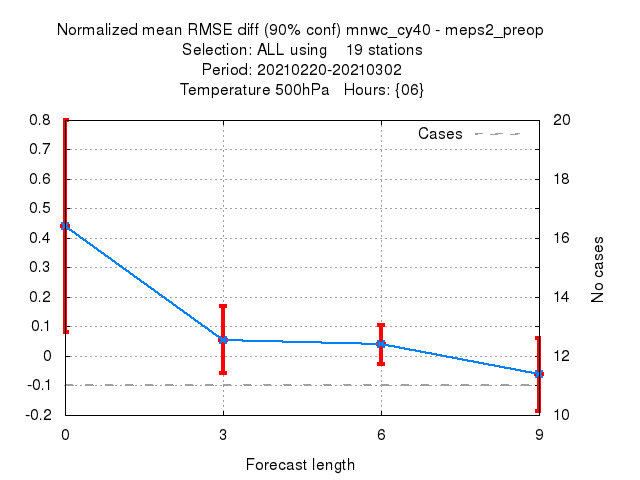 Normalized mean RMSE diff (90% conf) mnwc_cy40 - meps2_preop
Selection: ALL using    19 stations
Period: 20210220-20210302
Temperature 500hPa   Hours: {06}
0.8
0.7
0.6
0.5
0.4
0.3
0.2
0.1
0
-0.1
-0.2
Cases
20
18
16
14
12
10
No cases
0 3 6 9
Forecast length